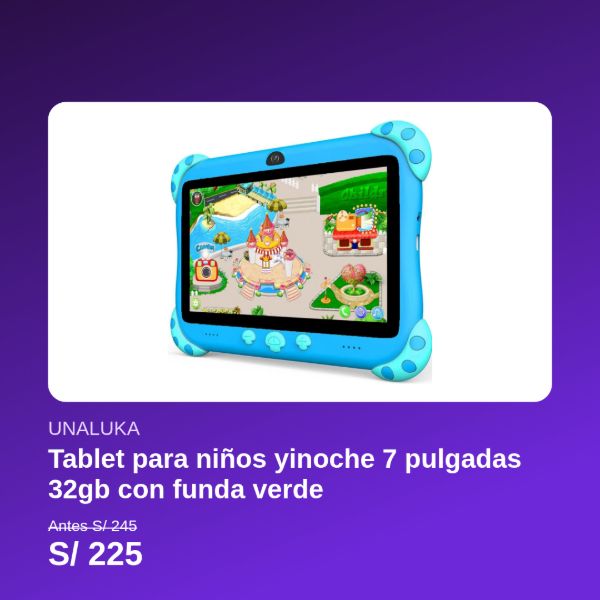 UNALUKA
Tablet para niños yinoche 7 pulgadas
32gb con funda verde
Antes S/ 245
S/ 225